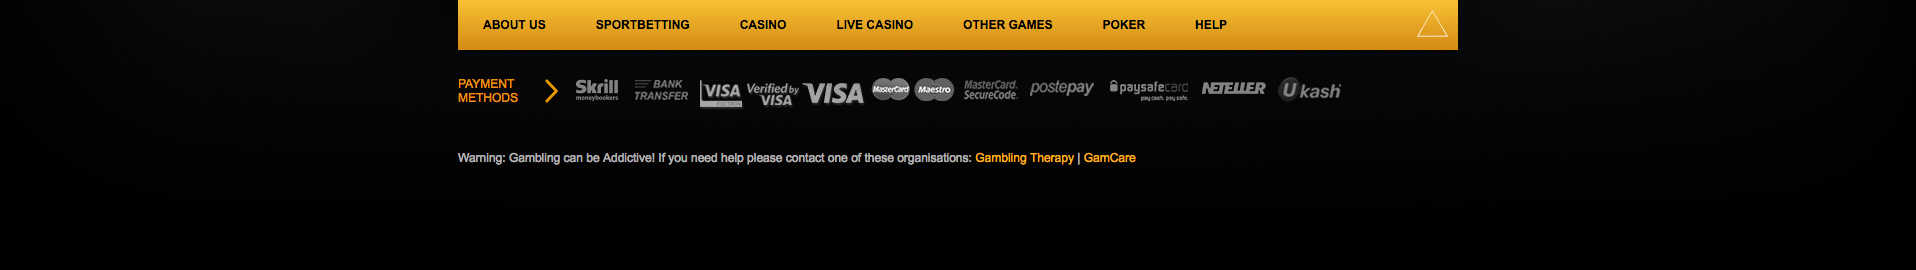 ABOUT US SPORTBETTING CASINO LIVE CASINO OTHER GAMES POKER HELP
PAYMENT METHODS
Skrill moneybookers
BANK TRANSFER
VISA ELECTRON
Verified by VISA
VISA
MasterCard
Maestro
MasterCard. SecureCode.
postepay
paysafecard pay cash. pay safe.
NETELLER
Ukash
Warning: Gambling can be Addictive! If you need help please contact one of these organisations: Gambling Therapy | GamCare